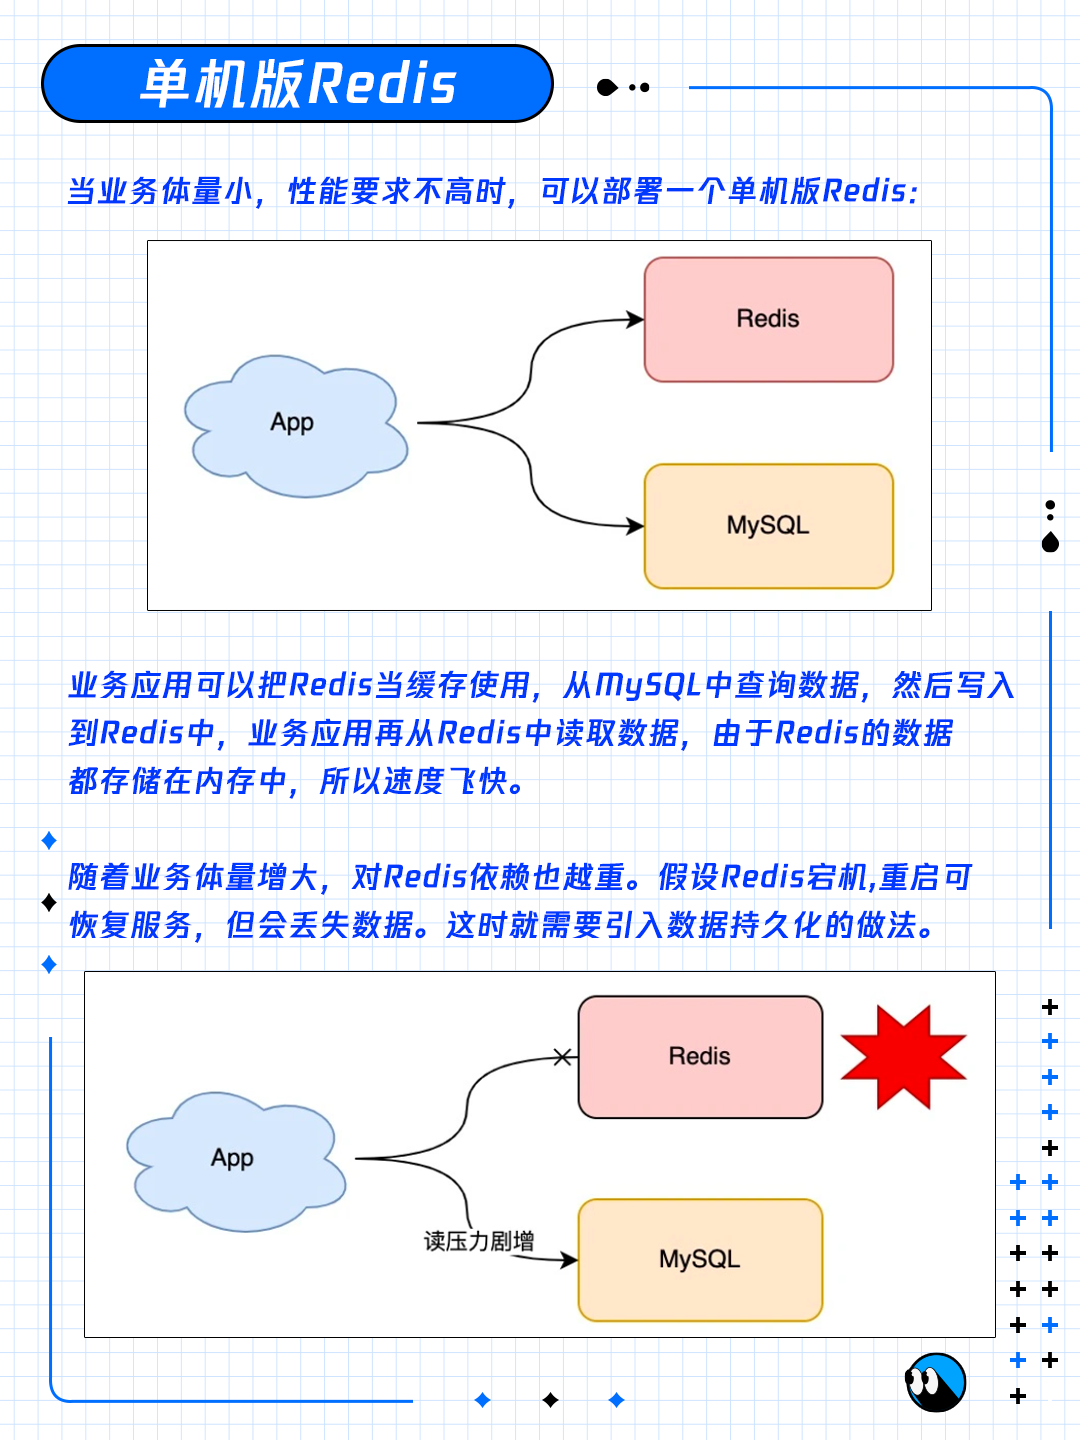 单机版Redis
当业务体量小，性能要求不高时，可以部署一个单机版Redis：
Redis
App
MySQL
业务应用可以把Redis当缓存使用，从MySQL中查询数据，然后写入
到Redis中，业务应用再从Redis中读取数据，由于Redis的数据
都存储在内存中，所以速度飞快。
随着业务体量增大，对Redis依赖也越重。假设Redis宕机,重启可
恢复服务，但会丢失数据。这时就需要引入数据持久化的做法。
Redis
App
读压力剧增
MySQL